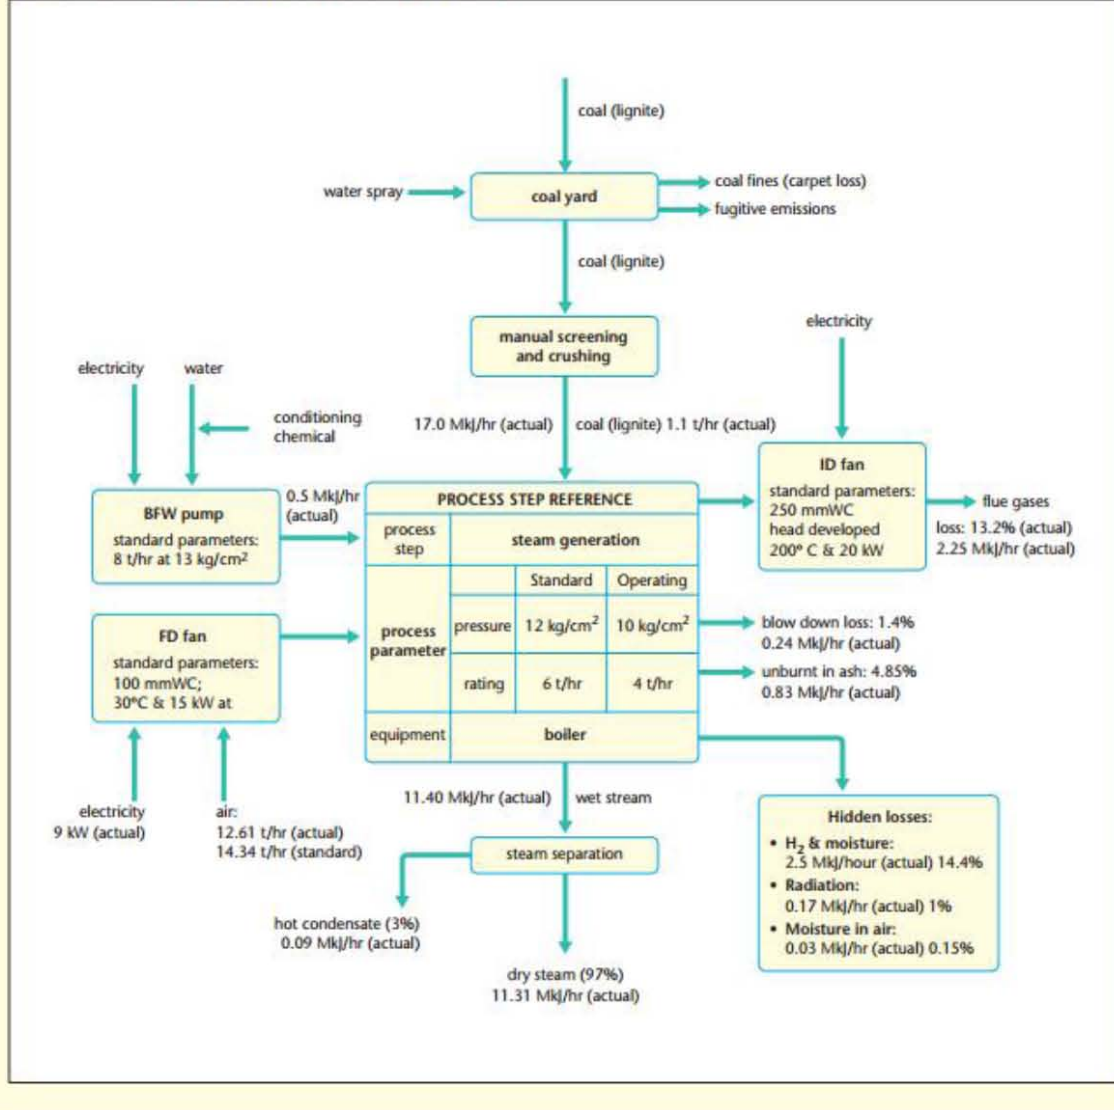 coal (lignite)
water spray
coal yard
coal fines (carpet loss)
fugitive emissions
coal (lignite)
manual screening
and crushing
electricity
electricity
water
conditioning
chemical
17.0 MkJ/hr (actual)
coal (lignite) 1.1 t/hr (actual)
ID fan
standard parameters:
250 mmWC
head developed
200° C & 20 kW
flue gases
loss: 13.2% (actual)
2.25 MkJ/hr (actual)
BFW pump
standard parameters:
8 t/hr at 13 kg/cm²
0.5 MkJ/hr
(actual)
PROCESS STEP REFERENCE
process
step
steam generation
Standard
Operating
process
parameter
pressure
12 kg/cm²
10 kg/cm²
rating
6 t/hr
4 t/hr
equipment
boiler
FD fan
standard parameters:
100 mmWC;
30°C & 15 kW at
blow down loss: 1.4%
0.24 MkJ/hr (actual)
unburnt in ash: 4.85%
0.83 MkJ/hr (actual)
electricity
9 kW (actual)
air:
12.61 t/hr (actual)
14.34 t/hr (standard)
11.40 MkJ/hr (actual)
wet stream
steam separation
hot condensate (3%)
0.09 MkJ/hr (actual)
dry steam (97%)
11.31 MkJ/hr (actual)
Hidden losses:
• H₂ & moisture:
2.5 MkJ/hour (actual) 14.4%
• Radiation:
0.17 MkJ/hr (actual) 1%
• Moisture in air:
0.03 MkJ/hr (actual) 0.15%